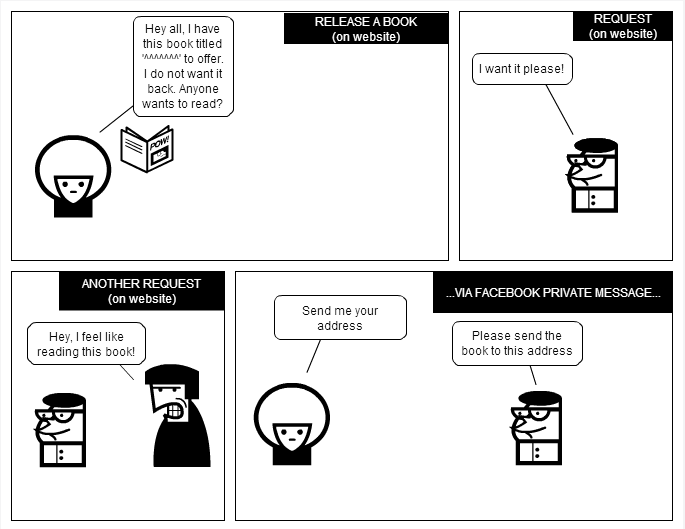 Hey all, I have
this book titled
'^^^^^^^' to offer.
I do not want it
back. Anyone
wants to read?
RELEASE A BOOK
(on website)
POW!
REQUEST
(on website)
I want it please!
ANOTHER REQUEST
(on website)
Hey, I feel like
reading this book!
...VIA FACEBOOK PRIVATE MESSAGE...
Send me your
address
Please send the
book to this address